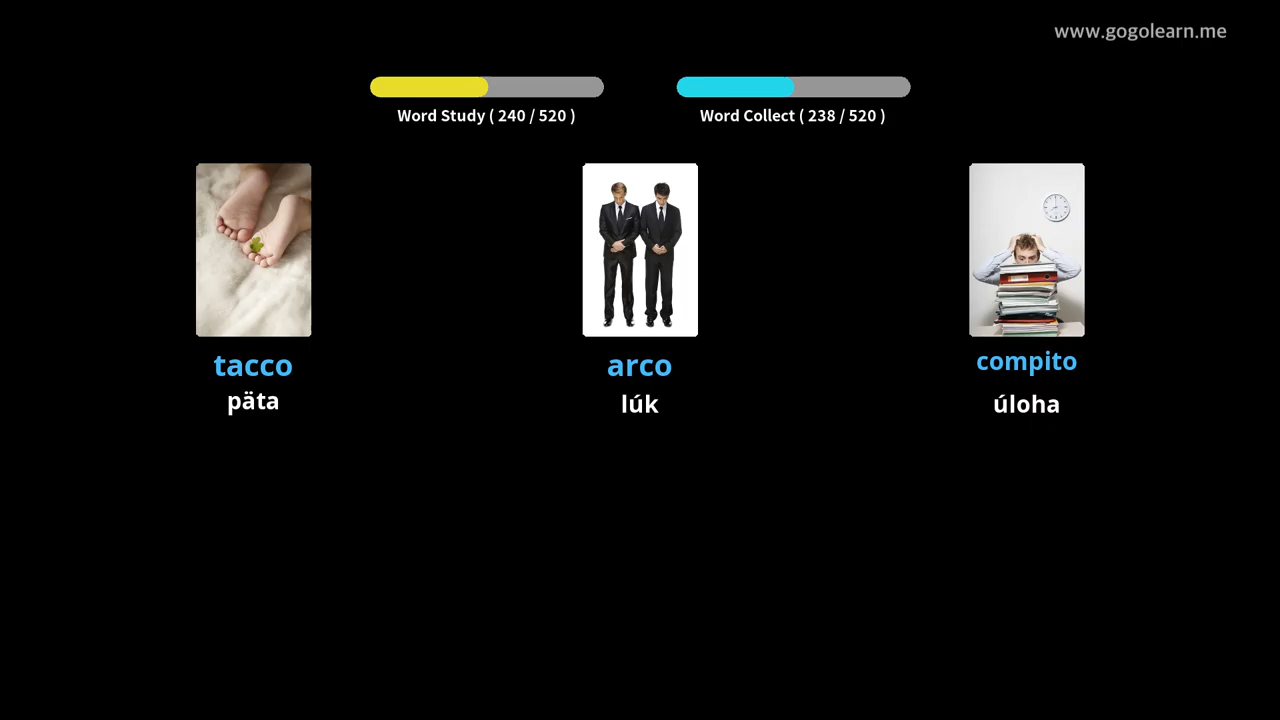 www.gogolearn.me
Word Study ( 240 / 520 )
Word Collect ( 238 / 520 )
tacco
arco
compito
päta
lúk
úloha